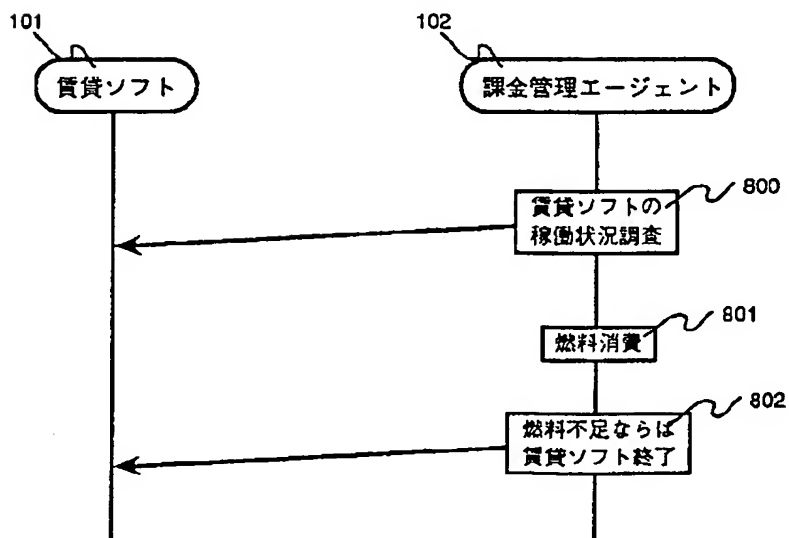 101
102
賃貸ソフト
課金管理エージェント
800
賃貸ソフトの
稼働状況調査
801
燃料消費
802
燃料不足ならば
賃貸ソフト終了